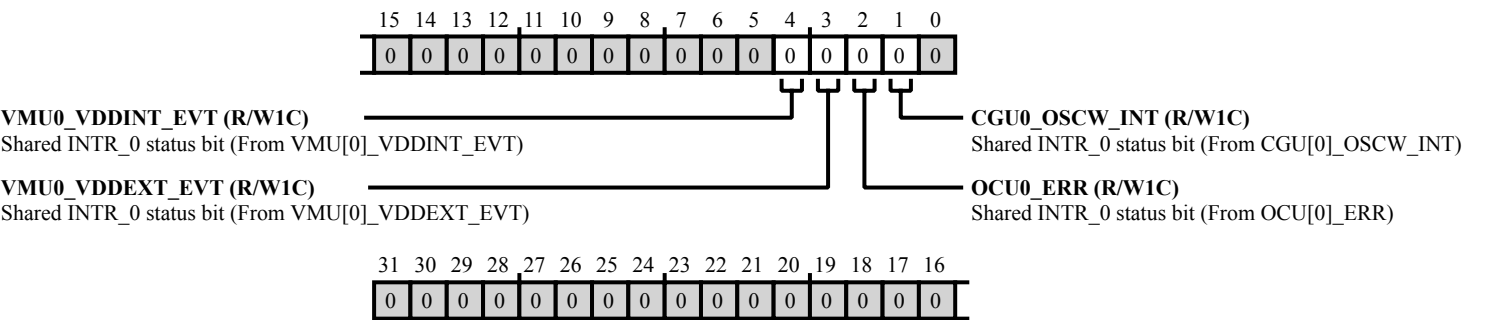 15 14 13 12 11 10 9 8 7 6 5 4 3 2 1 0
0 0 0 0 0 0 0 0 0 0 0 0 0 0 0 0
VMU0_VDDINT_EVT (R/W1C)
Shared INTR_0 status bit (From VMU[0]_VDDINT_EVT)
CGU0_OSCW_INT (R/W1C)
Shared INTR_0 status bit (From CGU[0]_OSCW_INT)
VMU0_VDDEXT_EVT (R/W1C)
Shared INTR_0 status bit (From VMU[0]_VDDEXT_EVT)
OCU0_ERR (R/W1C)
Shared INTR_0 status bit (From OCU[0]_ERR)
31 30 29 28 27 26 25 24 23 22 21 20 19 18 17 16
0 0 0 0 0 0 0 0 0 0 0 0 0 0 0 0